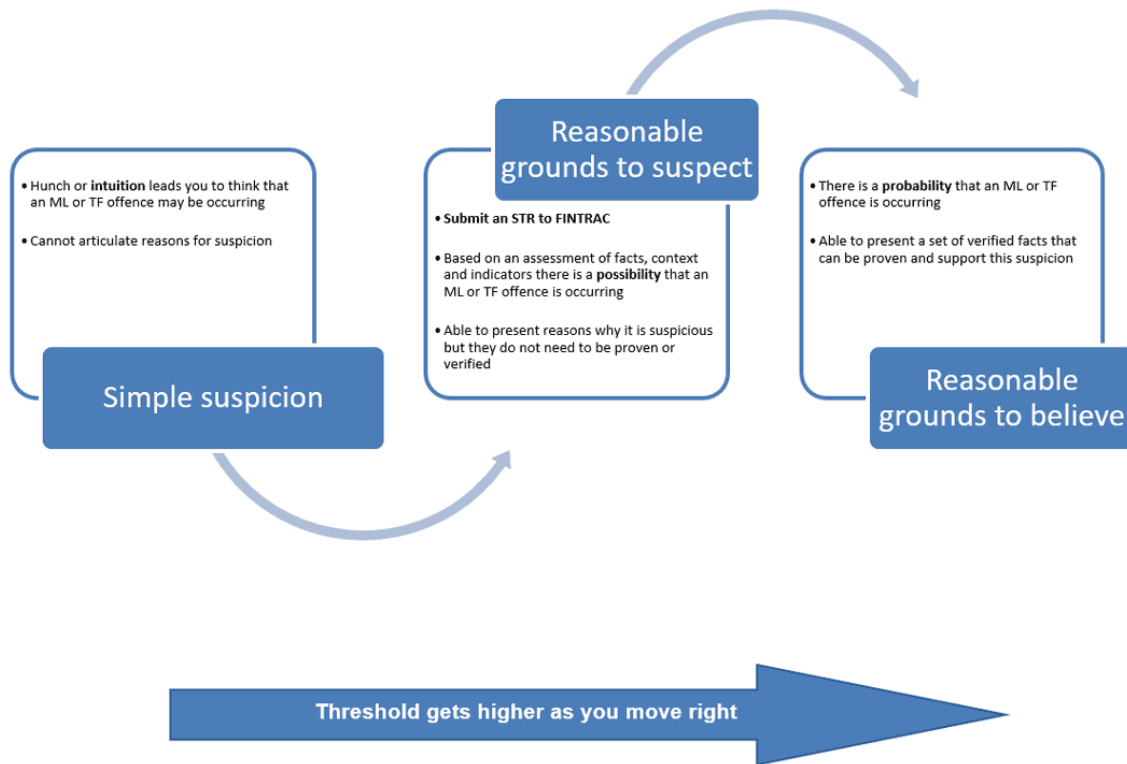 • Hunch or intuition leads you to think that
an ML or TF offence may be occurring
• Cannot articulate reasons for suspicion
Simple suspicion
Reasonable
grounds to suspect
• Submit an STR to FINTRAC
• Based on an assessment of facts, context
and indicators there is a possibility that an
ML or TF offence is occurring
• Able to present reasons why it is suspicious
but they do not need to be proven or
verified
• There is a probability that an ML or TF
offence is occurring
• Able to present a set of verified facts that
can be proven and support this suspicion
Reasonable
grounds to believe
Threshold gets higher as you move right